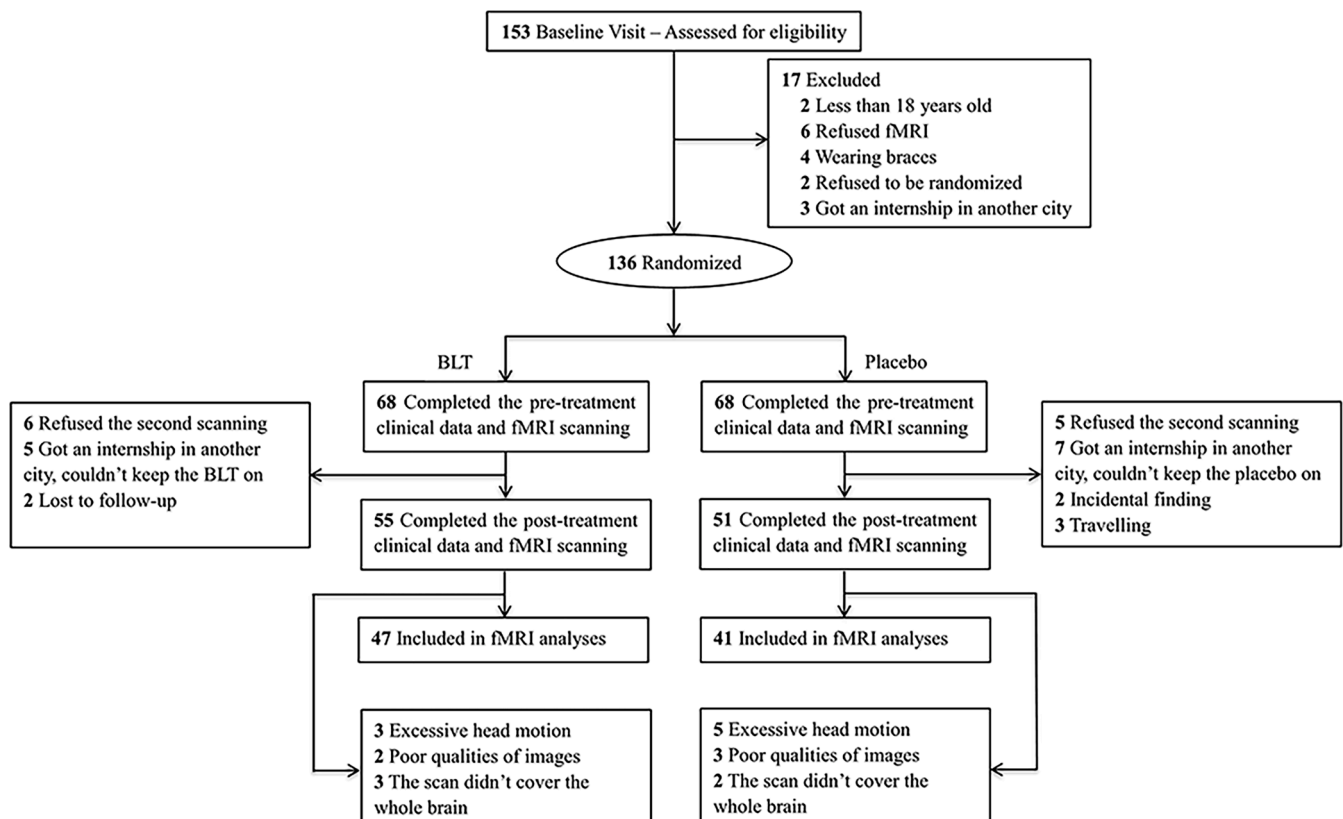 153 Baseline Visit – Assessed for eligibility
17 Excluded
2 Less than 18 years old
6 Refused fMRI
4 Wearing braces
2 Refused to be randomized
3 Got an internship in another city
136 Randomized
BLT
Placebo
68 Completed the pre-treatment
clinical data and fMRI scanning
68 Completed the pre-treatment
clinical data and fMRI scanning
6 Refused the second scanning
5 Got an internship in another
city, couldn’t keep the BLT on
2 Lost to follow-up
5 Refused the second scanning
7 Got an internship in another
city, couldn’t keep the placebo on
2 Incidental finding
3 Travelling
55 Completed the post-treatment
clinical data and fMRI scanning
51 Completed the post-treatment
clinical data and fMRI scanning
47 Included in fMRI analyses
41 Included in fMRI analyses
3 Excessive head motion
2 Poor qualities of images
3 The scan didn’t cover the
whole brain
5 Excessive head motion
3 Poor qualities of images
2 The scan didn’t cover the
whole brain